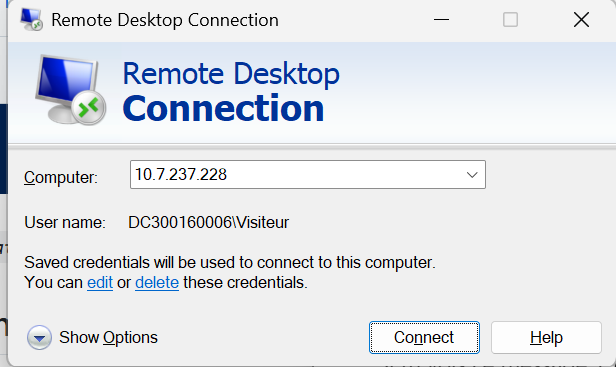 Remote Desktop Connection
Remote Desktop
Connection
Computer: 10.7.237.228
User name: DC300160006\Visiteur
Saved credentials will be used to connect to this computer.
You can edit or delete these credentials.
Show Options Connect Help